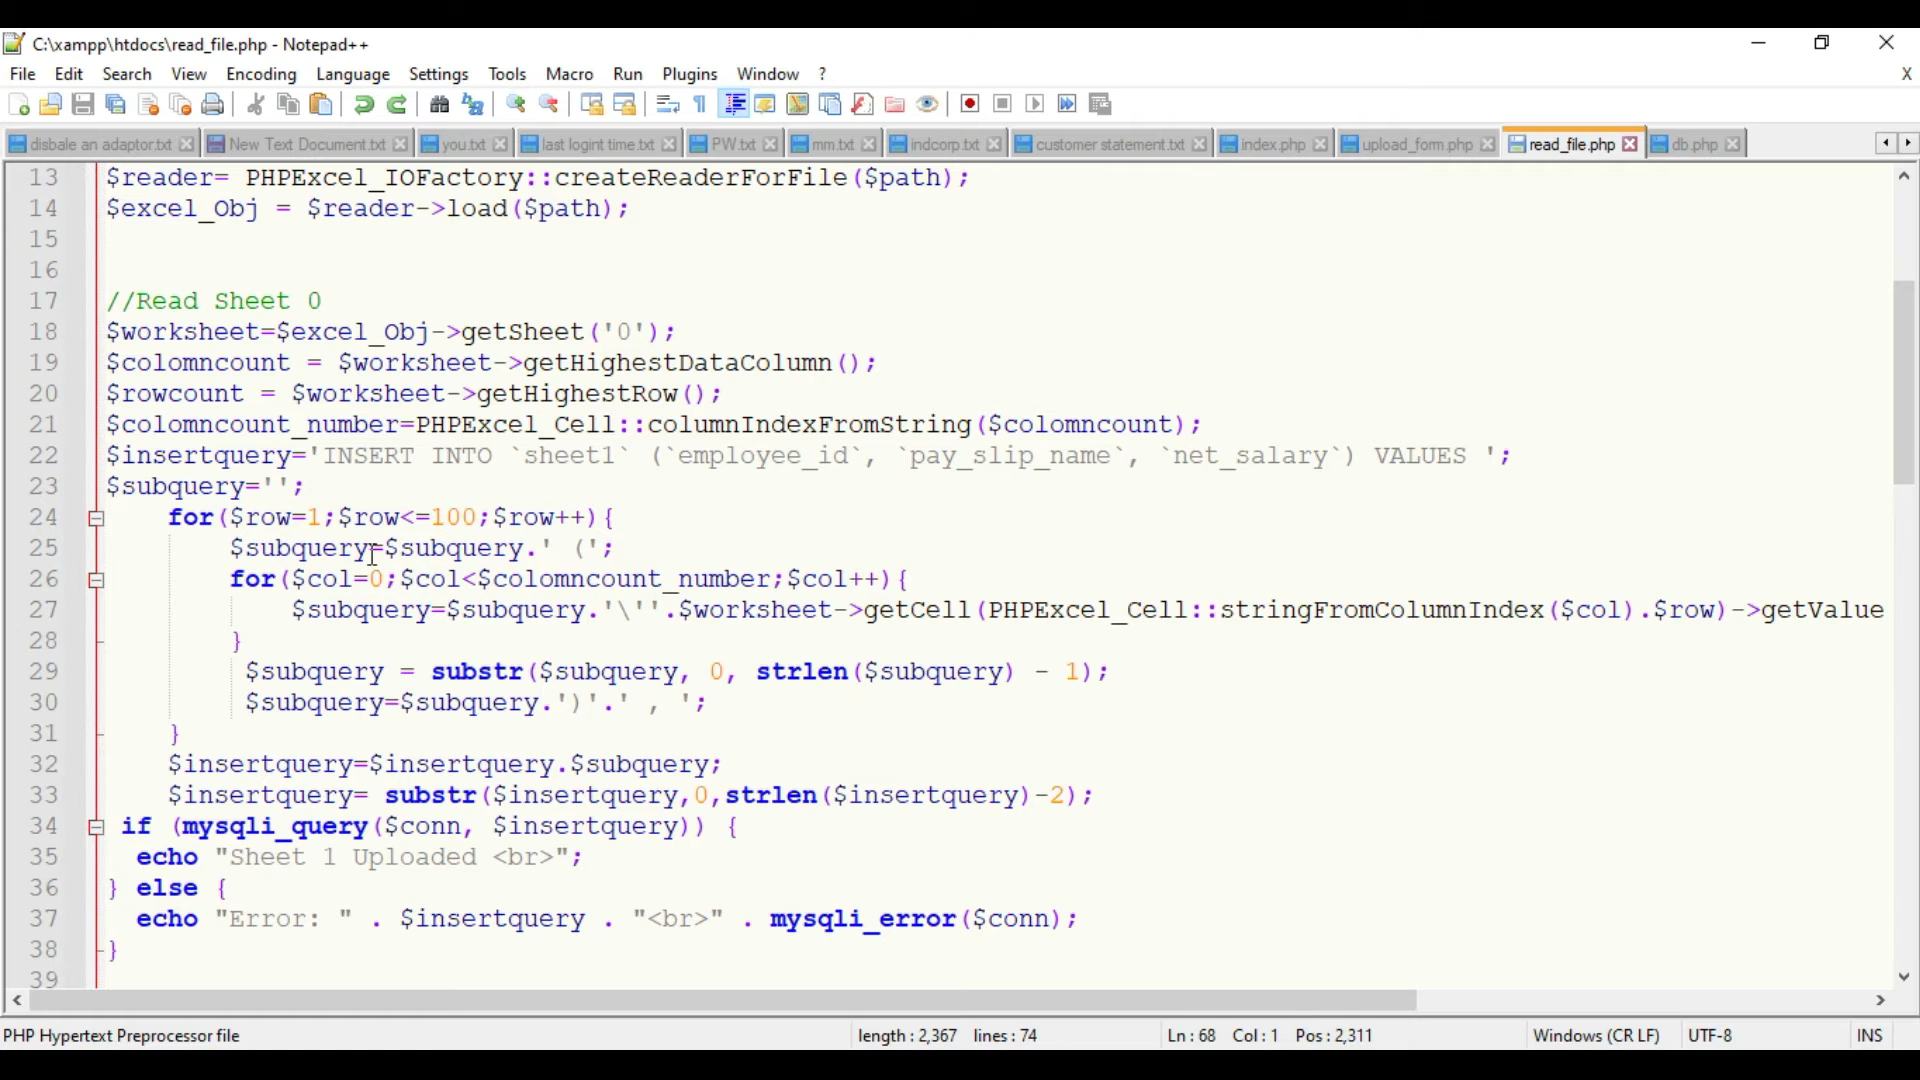 C:\xampp\htdocs\read_file.php - Notepad++
File Edit Search View Encoding Language Settings Tools Macro Run Plugins Window ? X
disbale an adaptor.txt New Text Document.txt you.txt last logint time.txt PW.txt mm.txt indcorp.txt customer statement.txt index.php upload_form.php read_file.php db.php
13 $reader= PHPExcel_IOFactory::createReaderForFile($path);
14 $excel_Obj = $reader->load($path);
15
16
17 //Read Sheet 0
18 $worksheet=$excel_Obj->getSheet('0');
19 $colomncount = $worksheet->getHighestDataColumn();
20 $rowcount = $worksheet->getHighestRow();
21 $colomncount_number=PHPExcel_Cell::columnIndexFromString($colomncount);
22 $insertquery='INSERT INTO `sheet1` (`employee_id`, `pay_slip_name`, `net_salary`) VALUES ';
23 $subquery='';
24 for($row=1;$row<=100;$row++){
25 $subquery=$subquery.' (';
26 for($col=0;$col<$colomncount_number;$col++){
27 $subquery=$subquery.'\''.$worksheet->getCell(PHPExcel_Cell::stringFromColumnIndex($col).$row)->getValue
28 }
29 $subquery = substr($subquery, 0, strlen($subquery) - 1);
30 $subquery=$subquery.')'.' , ';
31 }
32 $insertquery=$insertquery.$subquery;
33 $insertquery= substr($insertquery,0,strlen($insertquery)-2);
34 if (mysqli_query($conn, $insertquery)) {
35 echo "Sheet 1 Uploaded <br>";
36 } else {
37 echo "Error: " . $insertquery . "<br>" . mysqli_error($conn);
38 }
39
PHP Hypertext Preprocessor file length : 2,367 lines : 74 Ln : 68 Col : 1 Pos : 2,311 Windows (CR LF) UTF-8 INS